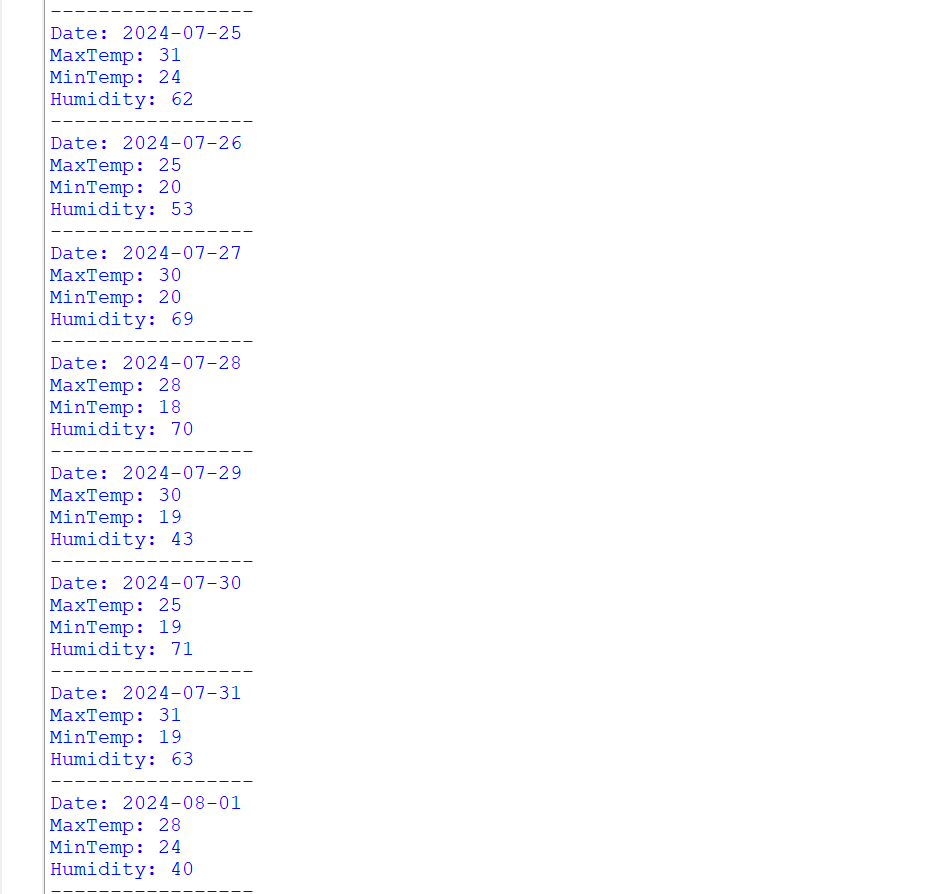 -----------------
Date: 2024-07-25
MaxTemp: 31
MinTemp: 24
Humidity: 62
-----------------
Date: 2024-07-26
MaxTemp: 25
MinTemp: 20
Humidity: 53
-----------------
Date: 2024-07-27
MaxTemp: 30
MinTemp: 20
Humidity: 69
-----------------
Date: 2024-07-28
MaxTemp: 28
MinTemp: 18
Humidity: 70
-----------------
Date: 2024-07-29
MaxTemp: 30
MinTemp: 19
Humidity: 43
-----------------
Date: 2024-07-30
MaxTemp: 25
MinTemp: 19
Humidity: 71
-----------------
Date: 2024-07-31
MaxTemp: 31
MinTemp: 19
Humidity: 63
-----------------
Date: 2024-08-01
MaxTemp: 28
MinTemp: 24
Humidity: 40
-----------------